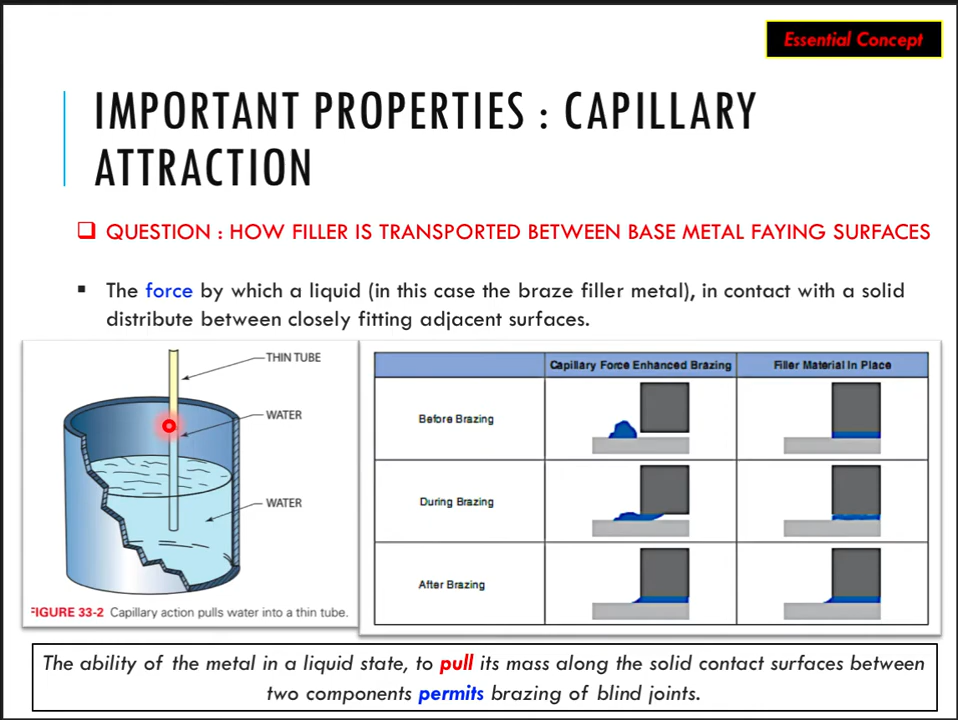 Essential Concept
IMPORTANT PROPERTIES : CAPILLARY
ATTRACTION
QUESTION : HOW FILLER IS TRANSPORTED BETWEEN BASE METAL FAYING SURFACES
The force by which a liquid (in this case the braze filler metal), in contact with a solid
distribute between closely fitting adjacent surfaces.
THIN TUBE
WATER
WATER
FIGURE 33-2 Capillary action pulls water into a thin tube.
Capillary Force Enhanced Brazing
Filler Material In Place
Before Brazing
During Brazing
After Brazing
The ability of the metal in a liquid state, to pull its mass along the solid contact surfaces between
two components permits brazing of blind joints.